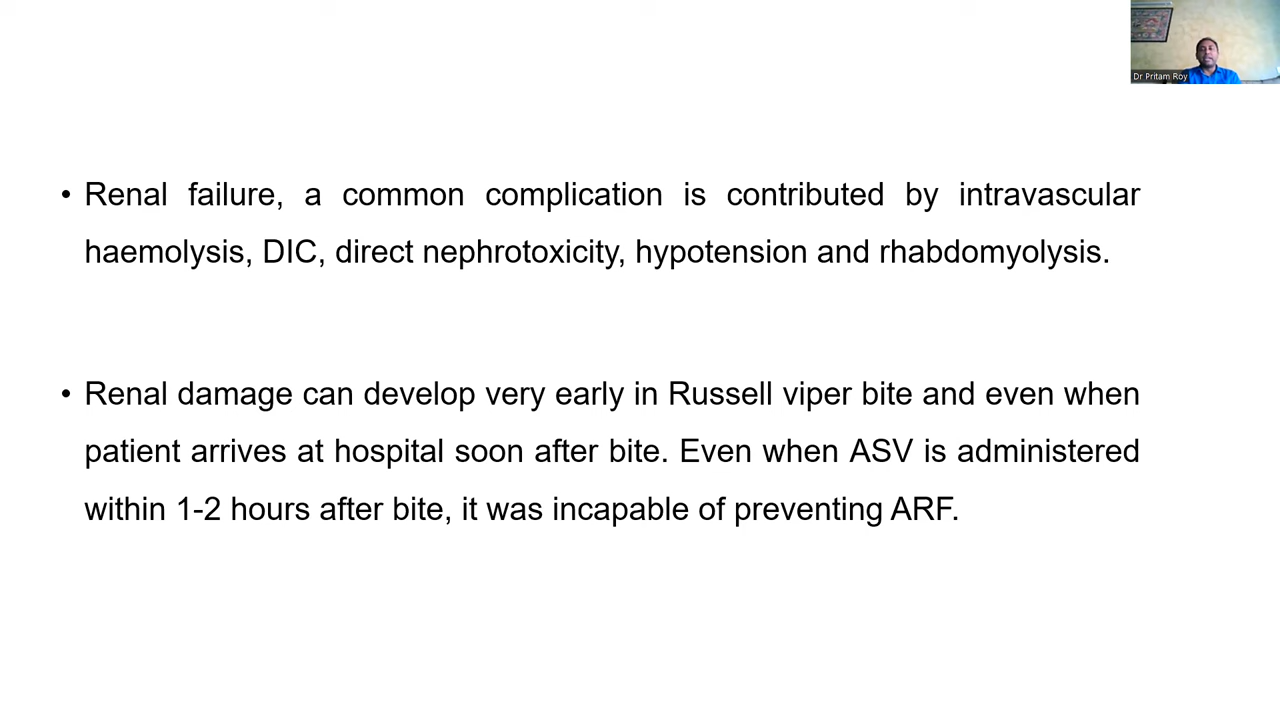 Dr Pritam Roy
• Renal failure, a common complication is contributed by intravascular
haemolysis, DIC, direct nephrotoxicity, hypotension and rhabdomyolysis.
• Renal damage can develop very early in Russell viper bite and even when
patient arrives at hospital soon after bite. Even when ASV is administered
within 1-2 hours after bite, it was incapable of preventing ARF.